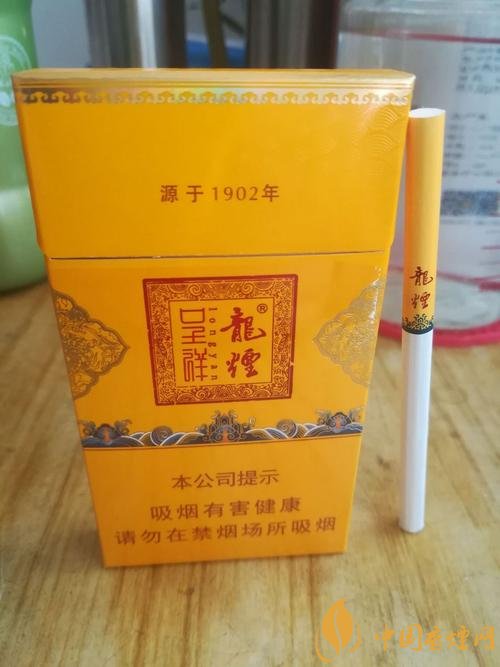 源于1902年
龍煙®
longyan
呈祥
本公司提示
吸烟有害健康
请勿在禁烟场所吸烟
龍煙
中国香煙网